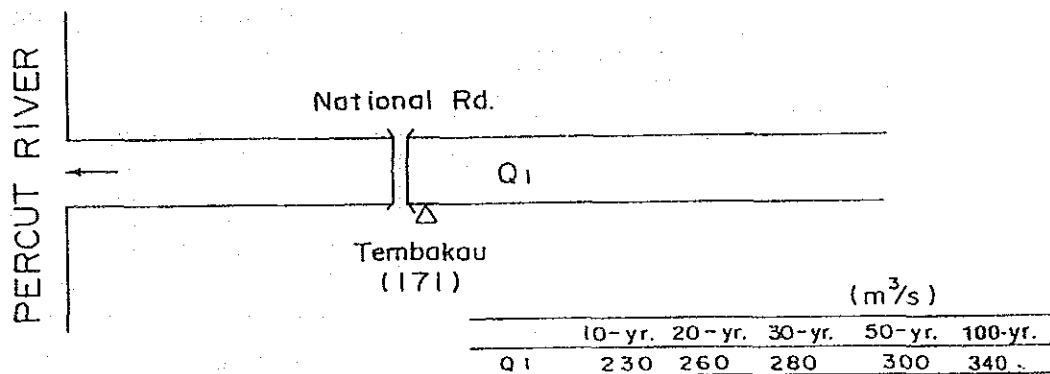 PERCUT RIVER
National Rd.
Q1
Tembakau
(171)
(m³/s)
10-yr. 20-yr. 30-yr. 50-yr. 100-yr.
Q1 230 260 280 300 340